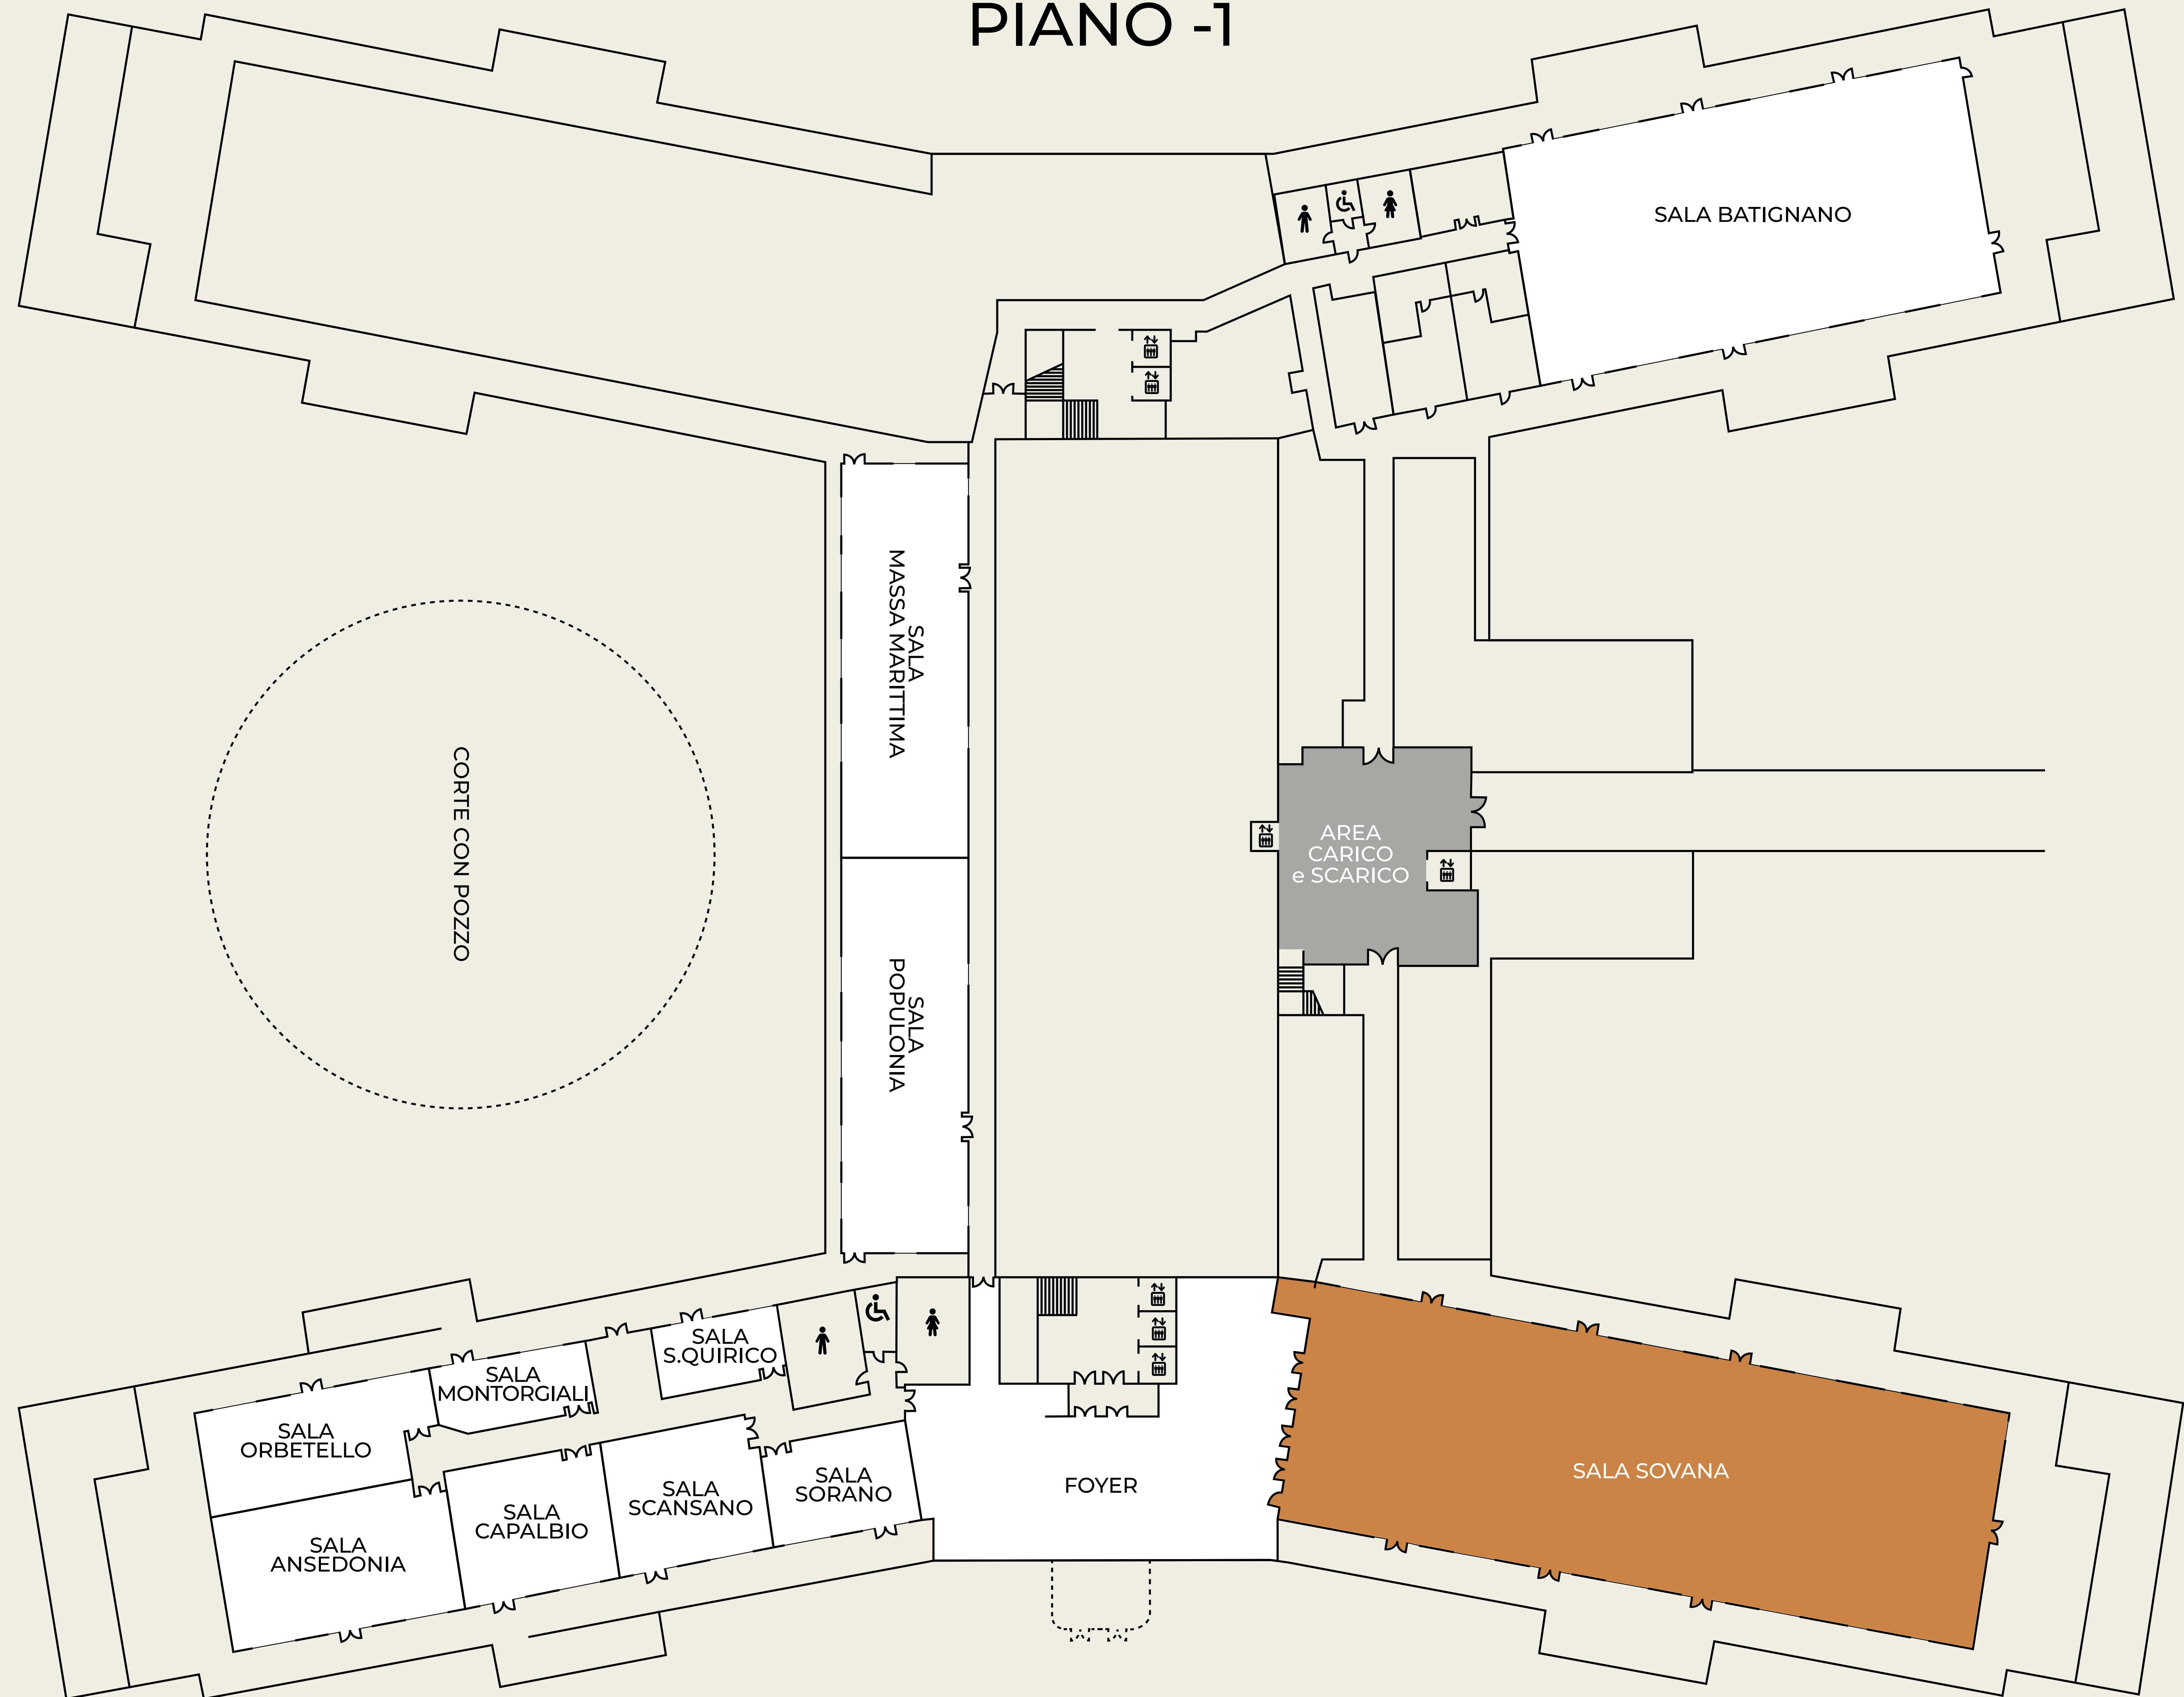 PIANO -1
SALA BATIGNANO
SALA
MASSA MARITTIMA
CORTE CON POZZO
AREA
CARICO
e SCARICO
SALA
POPULONIA
SALA
S.QUIRICO
SALA
MONTORGIALI
SALA
ORBETELLO
SALA
ANSEDONIA
SALA
CAPALBIO
SALA
SCANSANO
SALA
SORANO
FOYER
SALA SOVANA